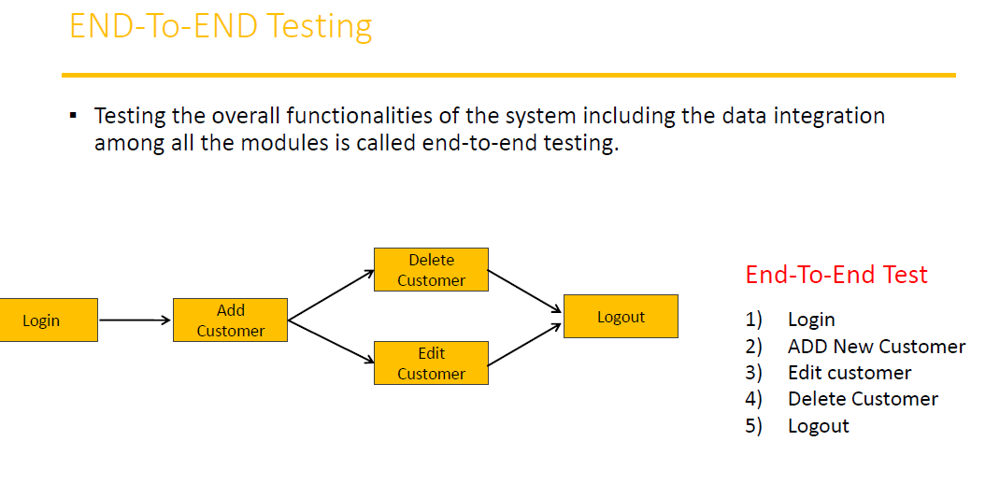 END-To-END Testing
▪ Testing the overall functionalities of the system including the data integration
among all the modules is called end-to-end testing.
Login
Add
Customer
Delete
Customer
Edit
Customer
Logout
End-To-End Test
1) Login
2) ADD New Customer
3) Edit customer
4) Delete Customer
5) Logout